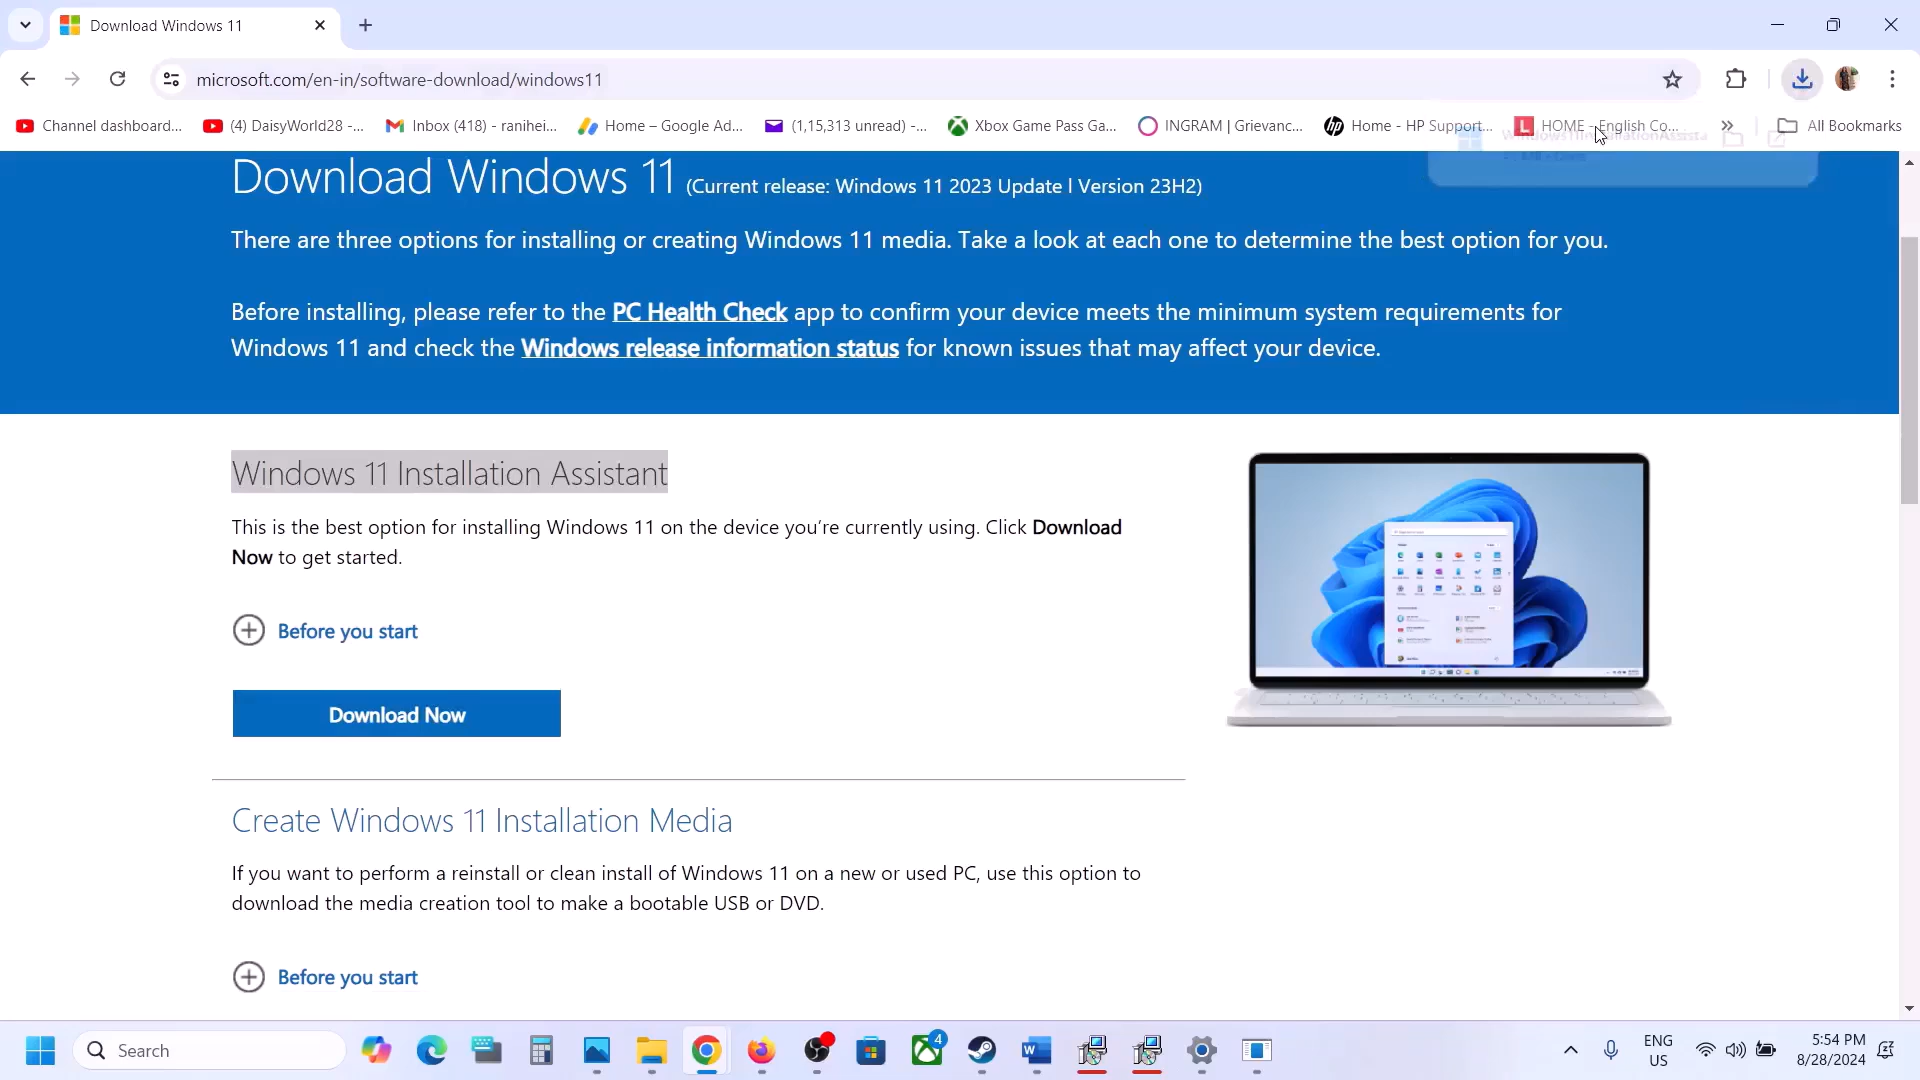 Download Windows 11
microsoft.com/en-in/software-download/windows11
Channel dashboard...
(4) DaisyWorld28 -...
Inbox (418) - ranihei...
Home – Google Ad...
(1,15,313 unread) -...
Xbox Game Pass Ga...
INGRAM | Grievanc...
Home - HP Support...
HOME - English Co...
All Bookmarks
Download Windows 11 (Current release: Windows 11 2023 Update l Version 23H2)
There are three options for installing or creating Windows 11 media. Take a look at each one to determine the best option for you.
Before installing, please refer to the PC Health Check app to confirm your device meets the minimum system requirements for
Windows 11 and check the Windows release information status for known issues that may affect your device.
Windows 11 Installation Assistant
This is the best option for installing Windows 11 on the device you’re currently using. Click Download
Now to get started.
Before you start
Download Now
Create Windows 11 Installation Media
If you want to perform a reinstall or clean install of Windows 11 on a new or used PC, use this option to
download the media creation tool to make a bootable USB or DVD.
Before you start
Search
4
ENG
US
5:54 PM
8/28/2024